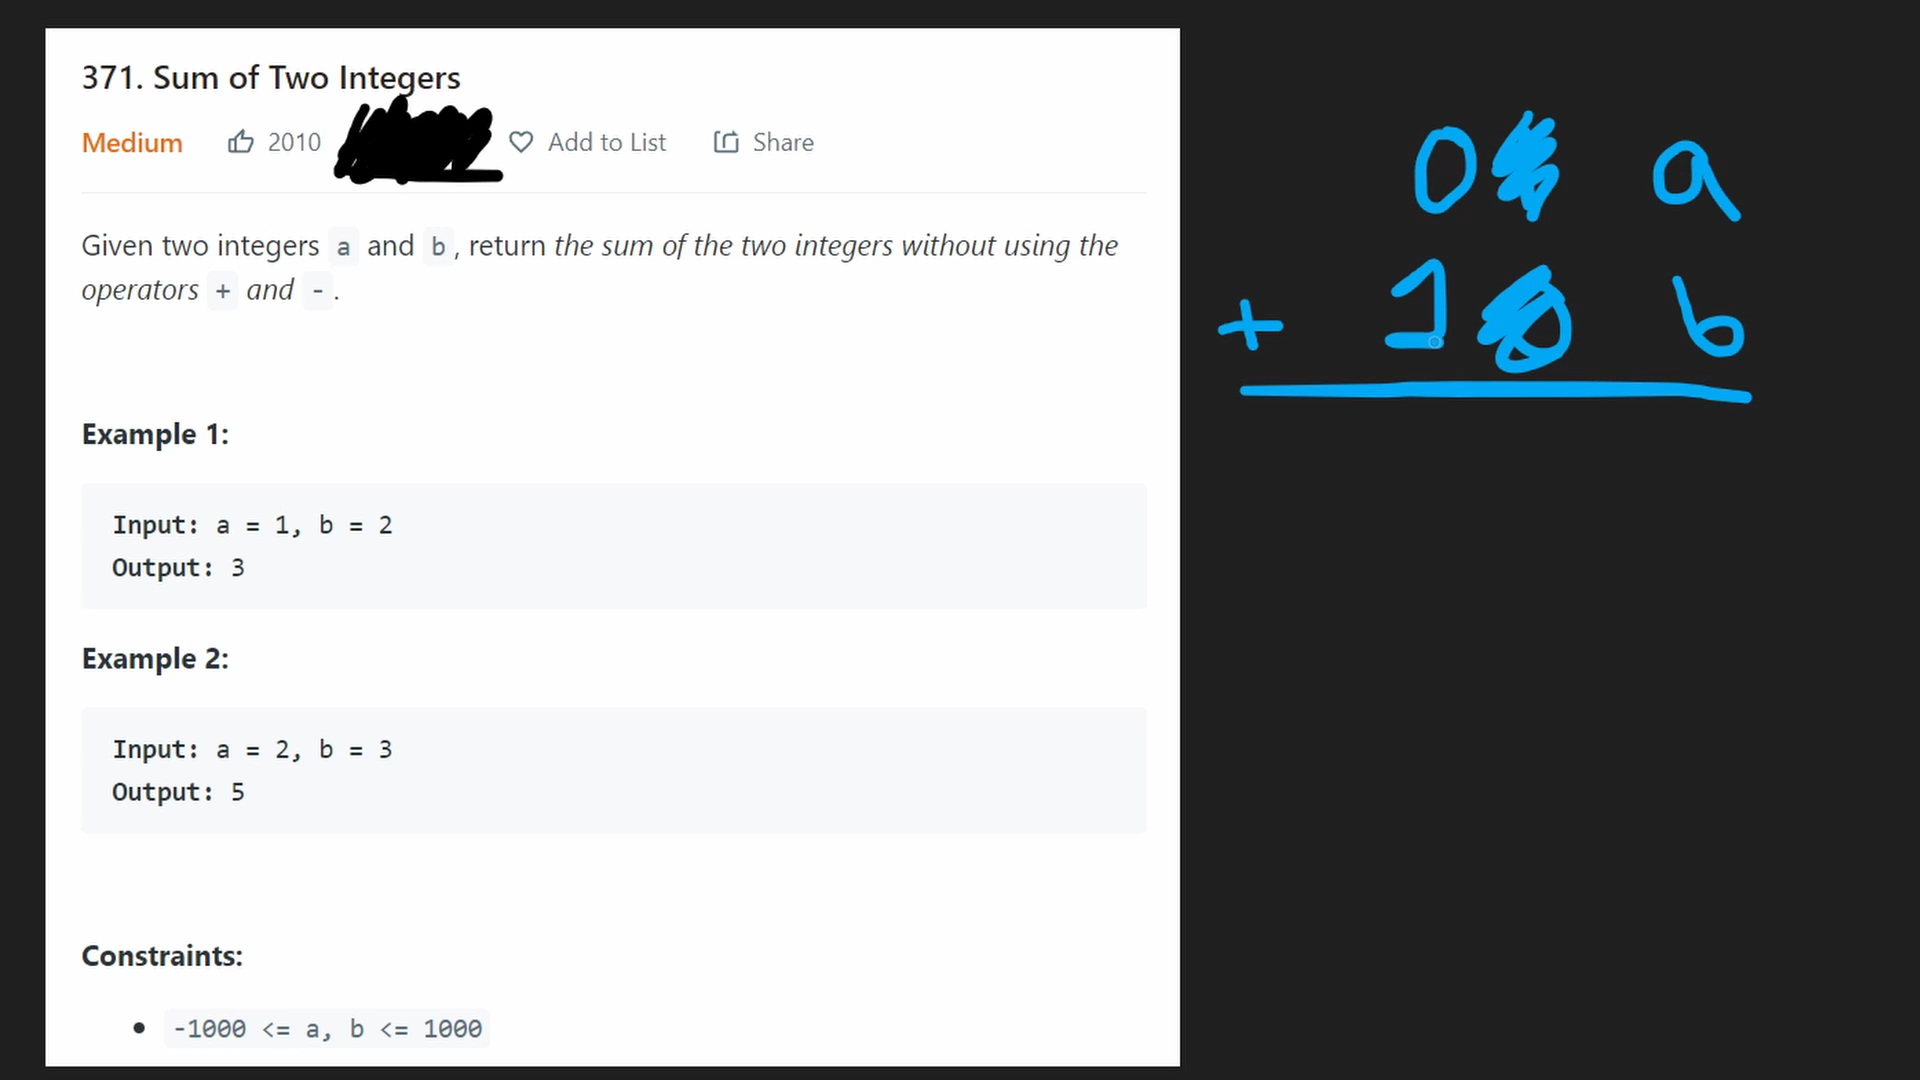 371. Sum of Two Integers
Medium 2010 Add to List Share
Given two integers a and b, return the sum of the two integers without using the
operators + and -.
Example 1:
Input: a = 1, b = 2
Output: 3
Example 2:
Input: a = 2, b = 3
Output: 5
Constraints:
-1000 <= a, b <= 1000
0 a
+ 1 b